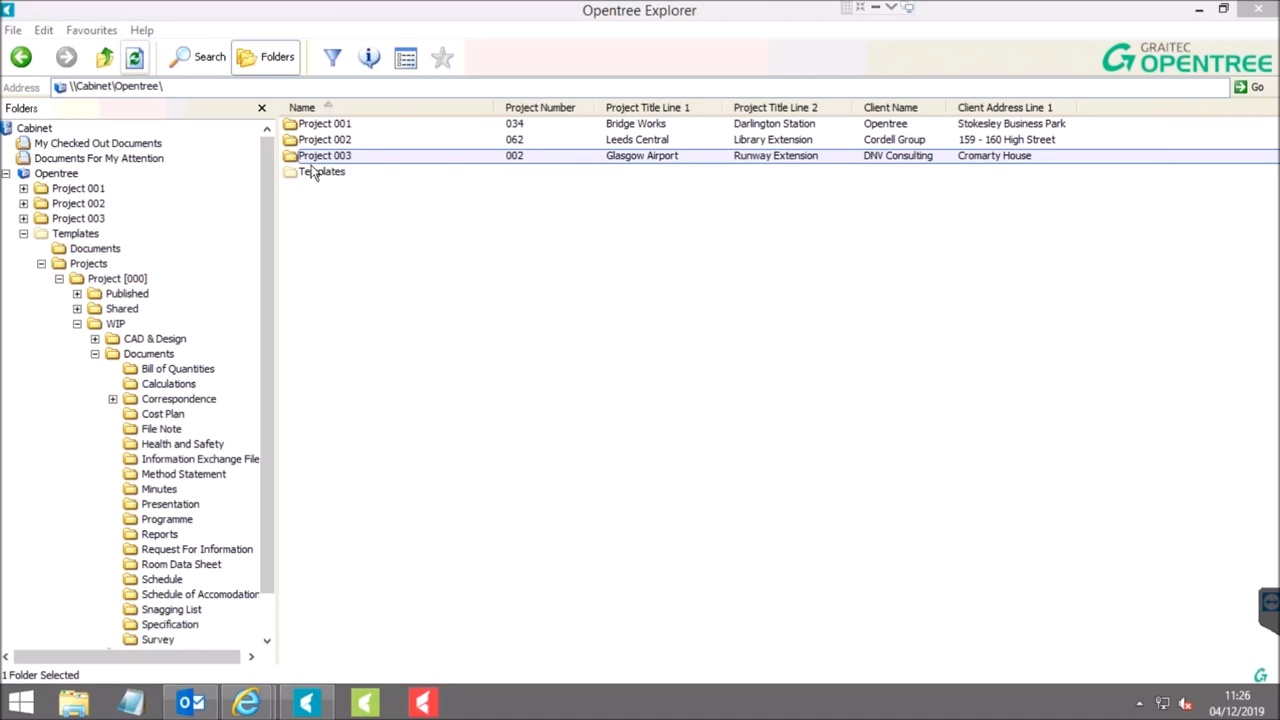 Opentree Explorer
File Edit Favourites Help
Search Folders
GRAITEC
OPENTREE
Address \\Cabinet\Opentree\ Go
Folders
Cabinet
My Checked Out Documents
Documents For My Attention
Opentree
Project 001
Project 002
Project 003
Templates
Documents
Projects
Project [000]
Published
Shared
WIP
CAD & Design
Documents
Bill of Quantities
Calculations
Correspondence
Cost Plan
File Note
Health and Safety
Information Exchange File
Method Statement
Minutes
Presentation
Programme
Reports
Request For Information
Room Data Sheet
Schedule
Schedule of Accomodation
Snagging List
Specification
Survey
Name Project Number Project Title Line 1 Project Title Line 2 Client Name Client Address Line 1
Project 001 034 Bridge Works Darlington Station Opentree Stokesley Business Park
Project 002 062 Leeds Central Library Extension Cordell Group 159 - 160 High Street
Project 003 002 Glasgow Airport Runway Extension DNV Consulting Cromarty House
Templates
1 Folder Selected
11:26
04/12/2019